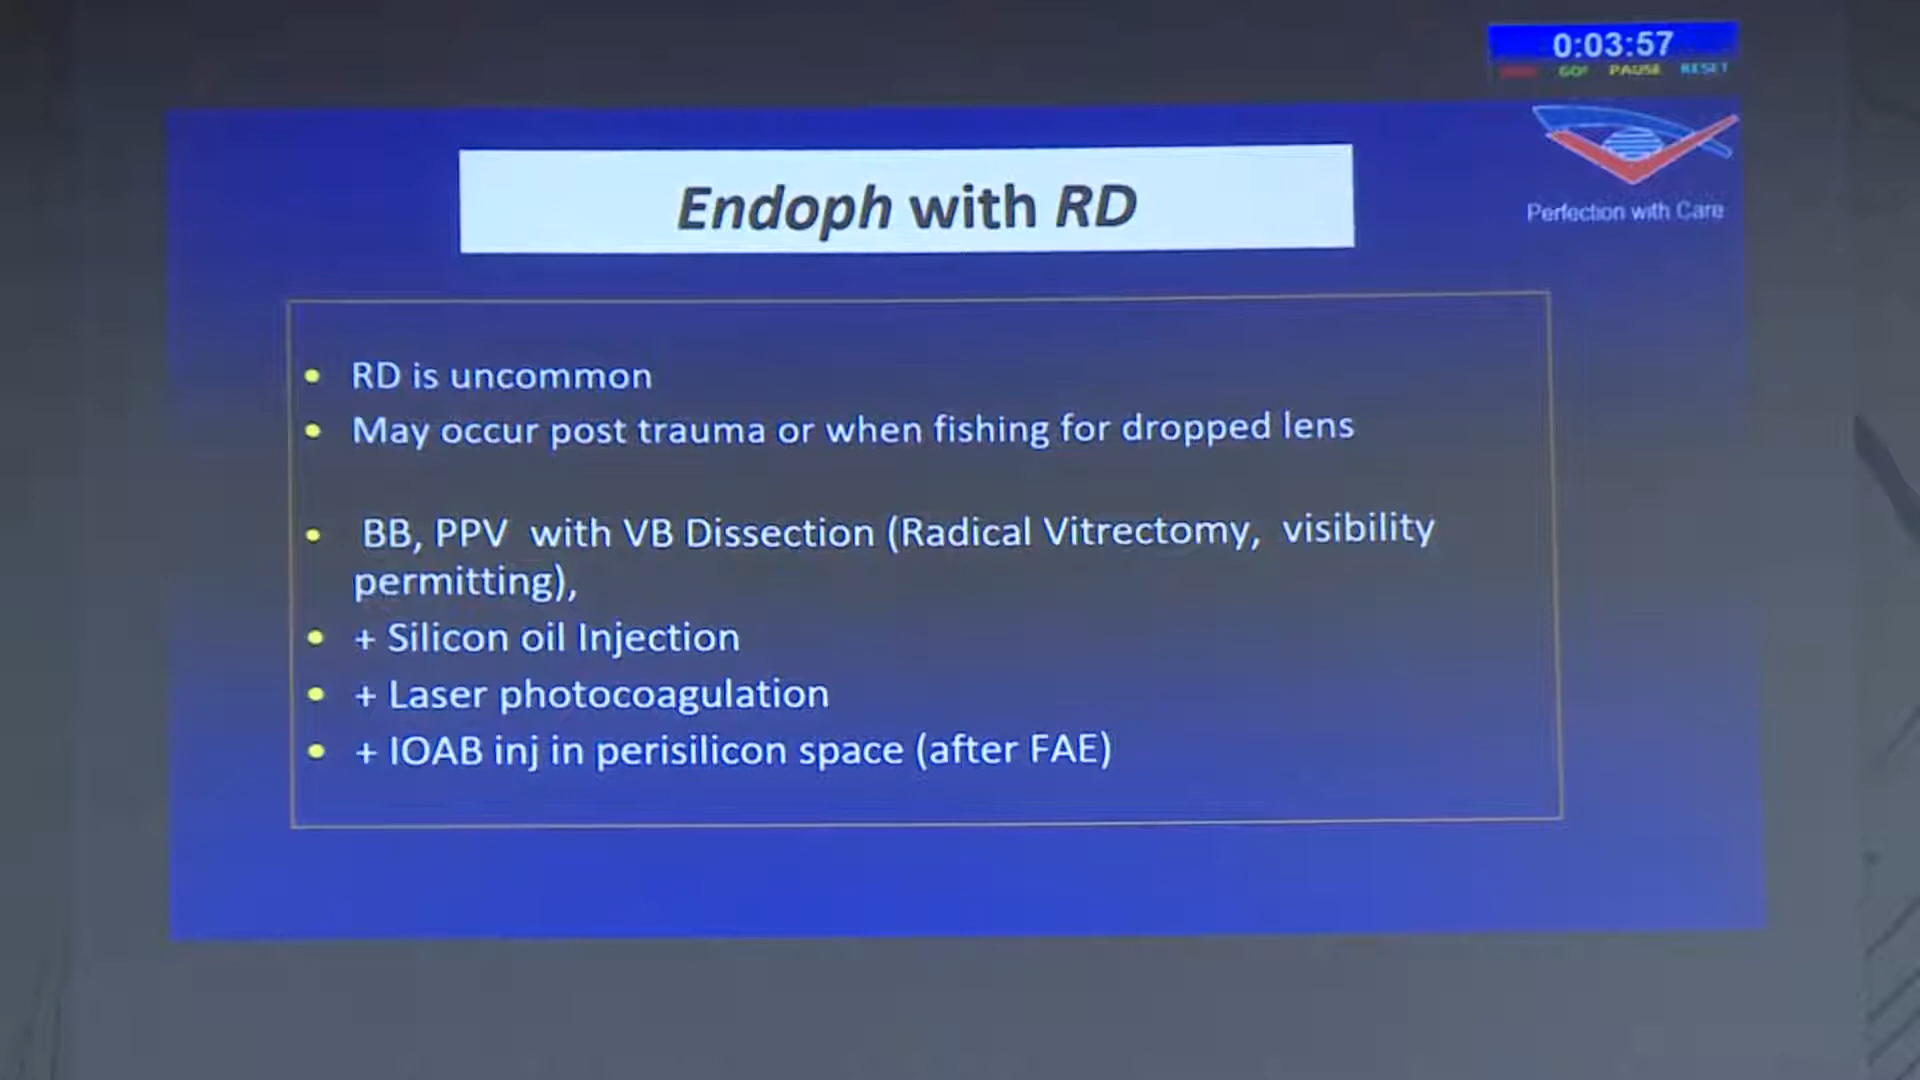 0:03:57
GO! PAUSE RESET
Perfection with Care
Endoph with RD
• RD is uncommon
• May occur post trauma or when fishing for dropped lens
• BB, PPV with VB Dissection (Radical Vitrectomy, visibility
permitting),
• + Silicon oil Injection
• + Laser photocoagulation
• + IOAB inj in perisilicon space (after FAE)